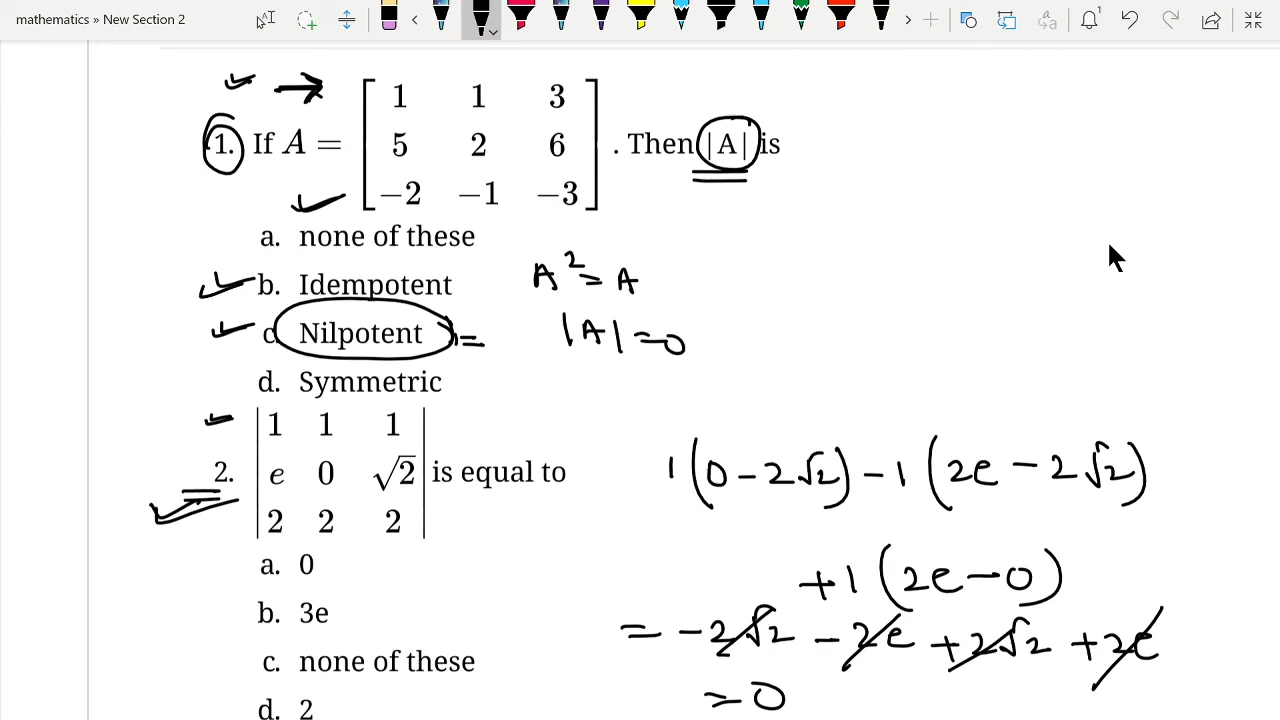 mathematics » New Section 2
1. If A = [ 1 1 3
5 2 6
−2 −1 −3 ] . Then |A| is
a. none of these
b. Idempotent
A² = A
c. Nilpotent =
|A| = 0
d. Symmetric
2. | 1 1 1
e 0 √2
2 2 2 | is equal to
1(0 − 2√2) − 1(2e − 2√2)
+1(2e − 0)
= −2√2 − 2e + 2√2 + 2e
= 0
a. 0
b. 3e
c. none of these
d. 2